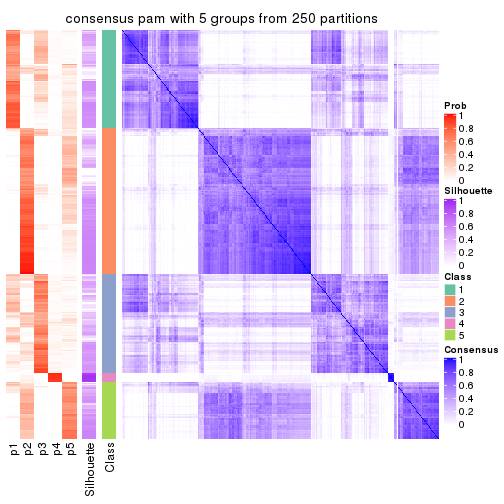 consensus pam with 5 groups from 250 partitions
Prob
1
0.8
0.6
0.4
0.2
0
Silhouette
1
0.8
0.6
0.4
0.2
0
Class
1
2
3
4
5
Consensus
1
0.8
0.6
0.4
0.2
0
p1
p2
p3
p4
p5
Silhouette
Class